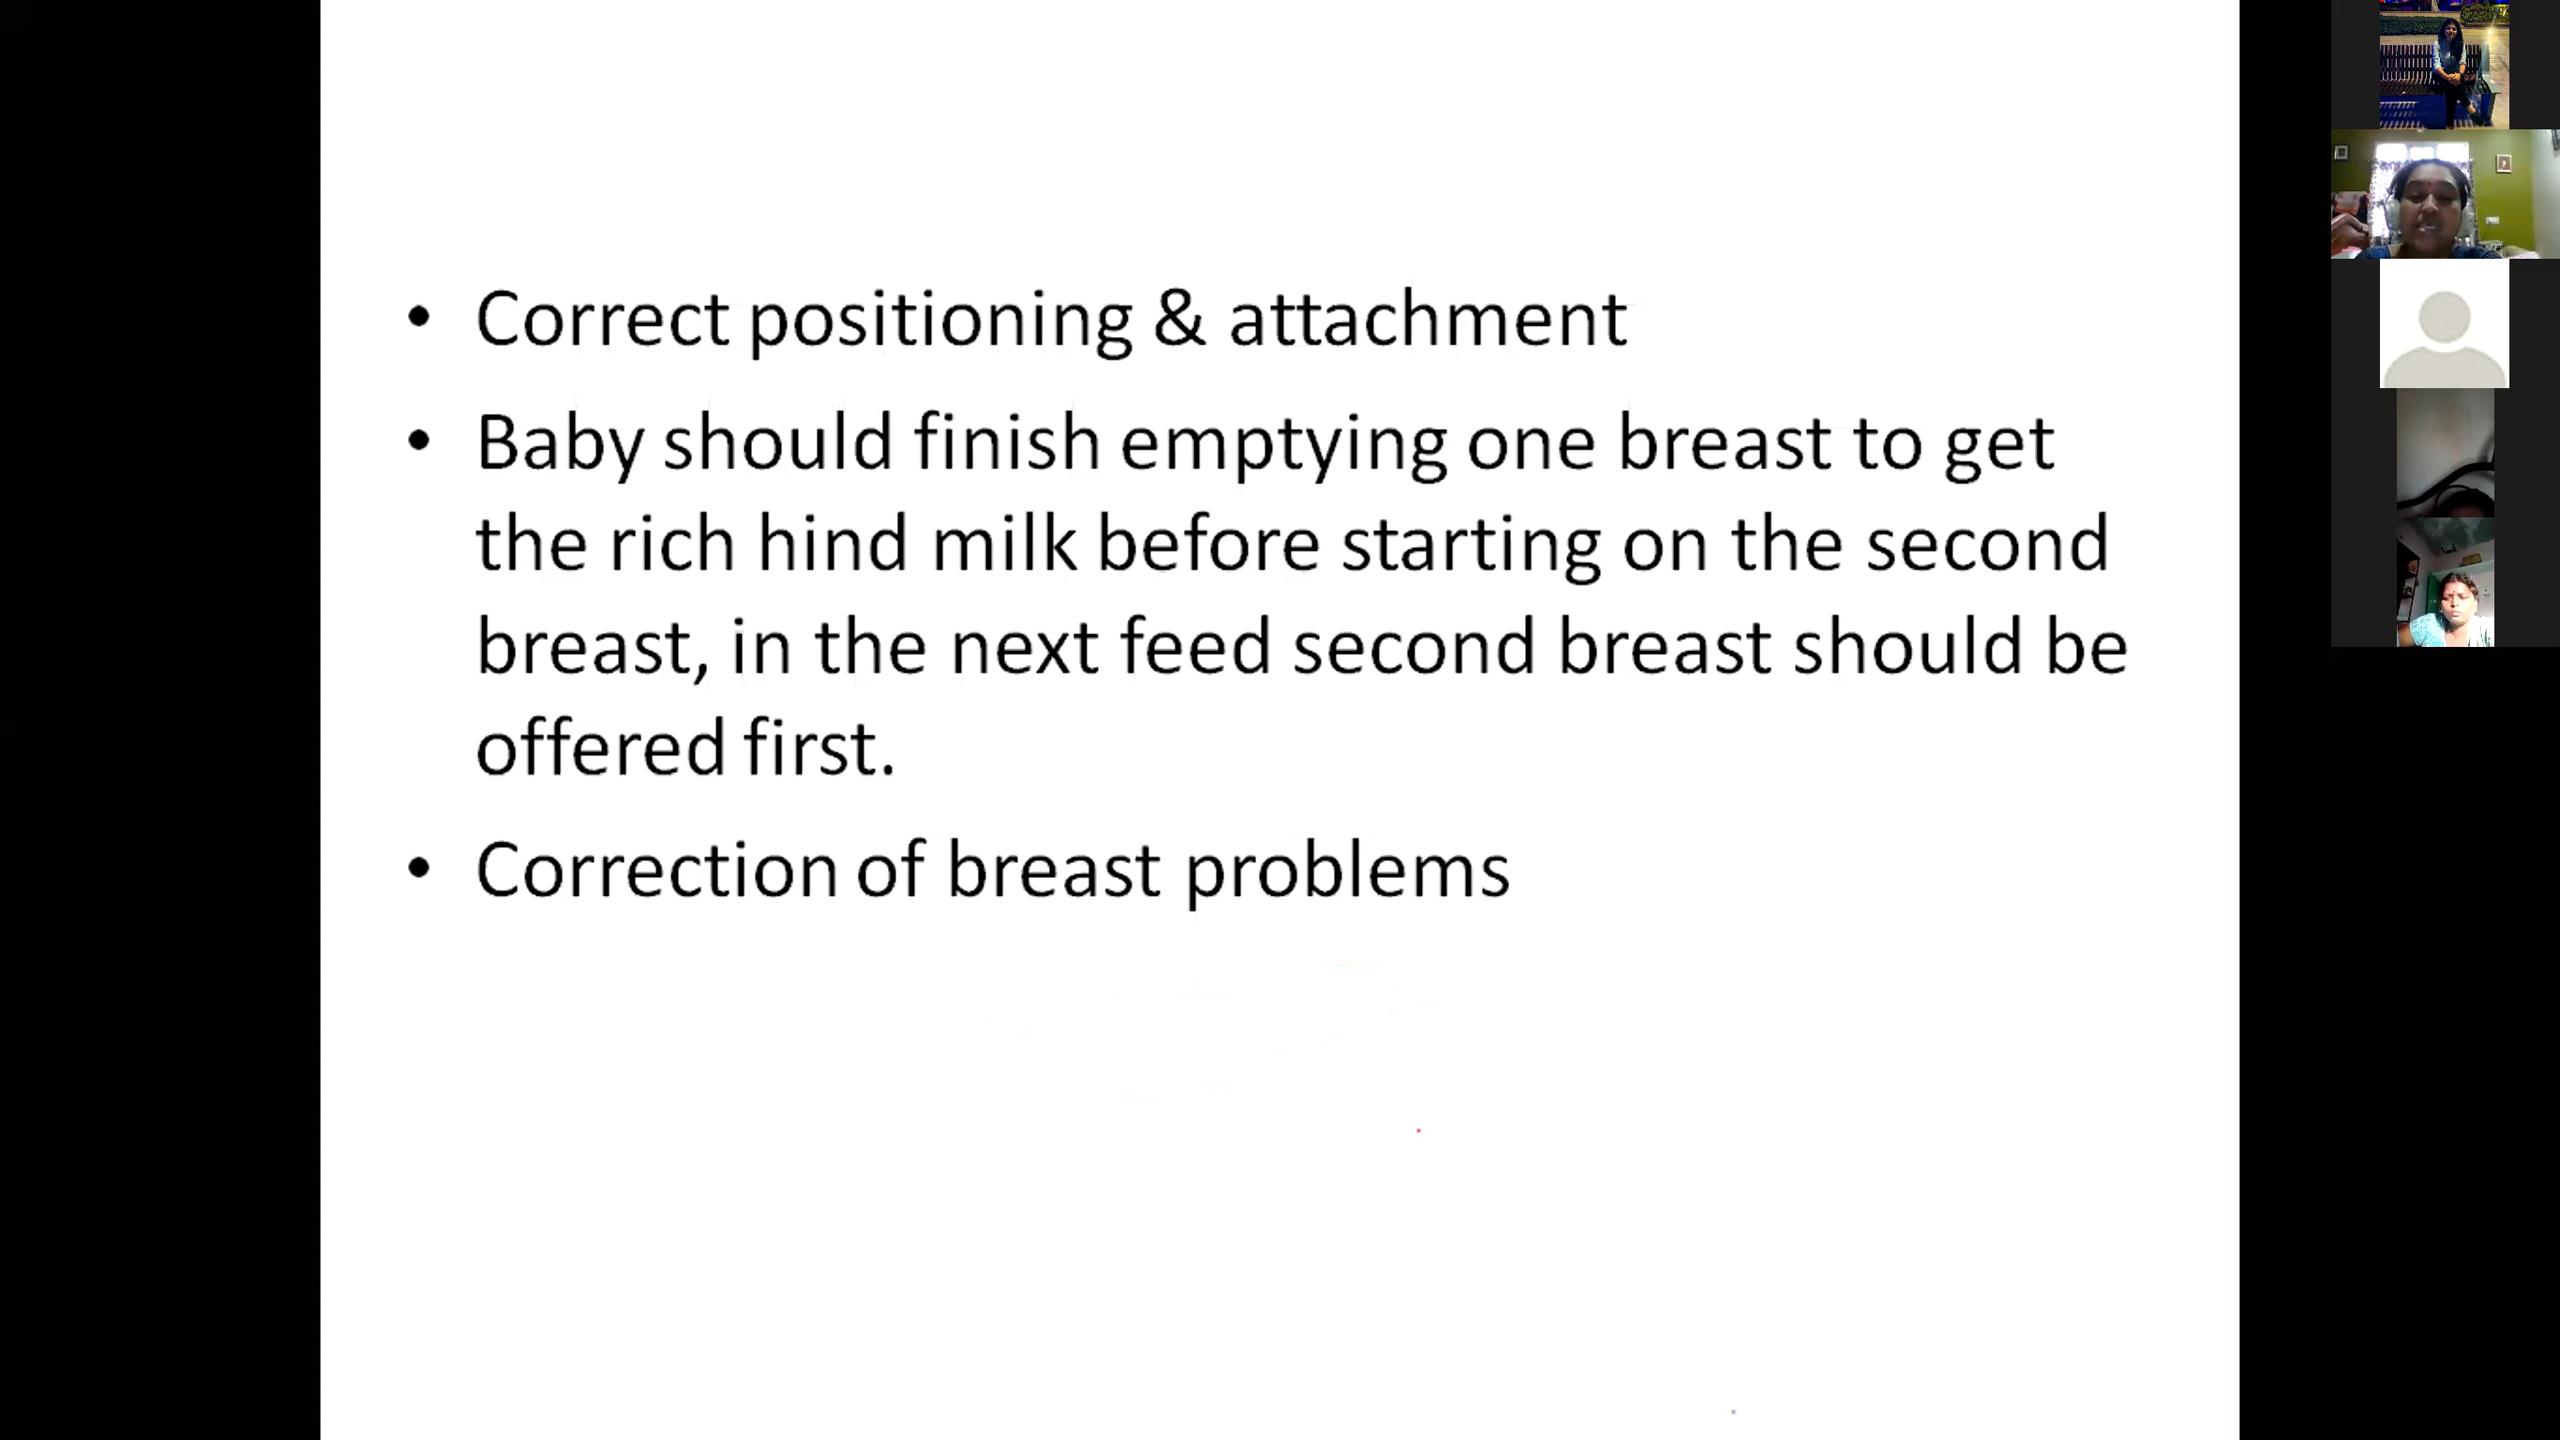 • Correct positioning & attachment
• Baby should finish emptying one breast to get
the rich hind milk before starting on the second
breast, in the next feed second breast should be
offered first.
• Correction of breast problems